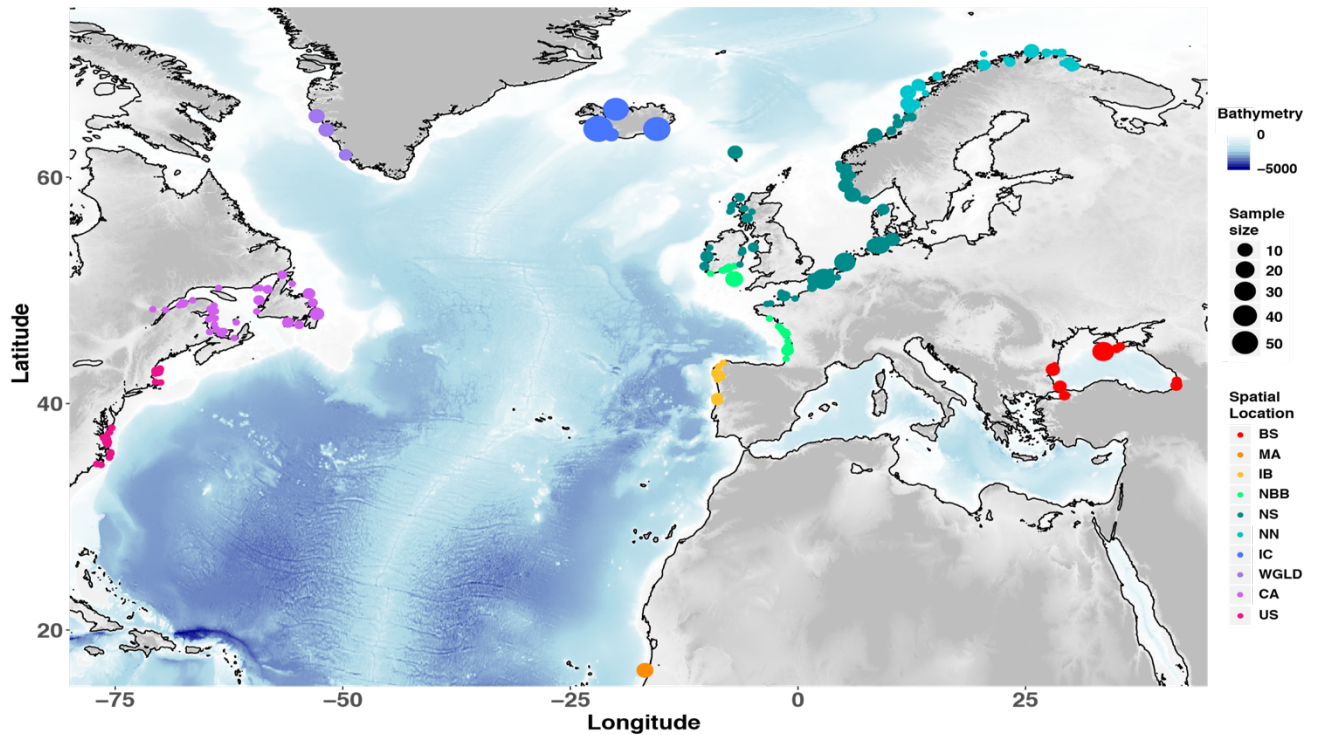 Latitude
60
40
20
−75
−50
−25
0
25
Longitude
Bathymetry
0
−5000
Sample
size
10
20
30
40
50
Spatial
Location
BS
MA
IB
NBB
NS
NN
IC
WGLD
CA
US